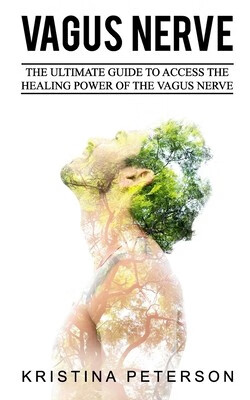 VAGUS NERVE
THE ULTIMATE GUIDE TO ACCESS THE
HEALING POWER OF THE VAGUS NERVE
KRISTINA PETERSON